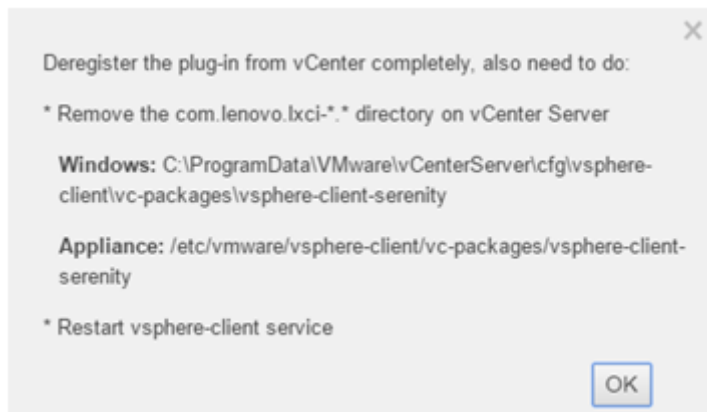 Deregister the plug-in from vCenter completely, also need to do:
* Remove the com.lenovo.lxci-*.* directory on vCenter Server
Windows: C:\ProgramData\VMware\vCenterServer\cfg\vsphere-
client\vc-packages\vsphere-client-serenity
Appliance: /etc/vmware/vsphere-client/vc-packages/vsphere-client-
serenity
* Restart vsphere-client service
OK